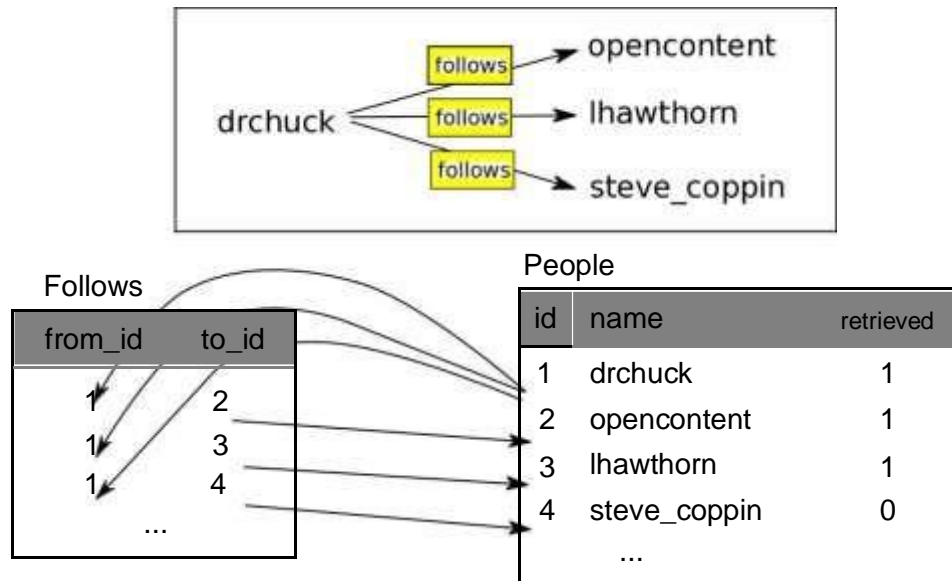 follows
opencontent
drchuck
follows
lhawthorn
follows
steve_coppin
Follows
from_id to_id
1 2
1 3
1 4
...
People
id name retrieved
1 drchuck 1
2 opencontent 1
3 lhawthorn 1
4 steve_coppin 0
...